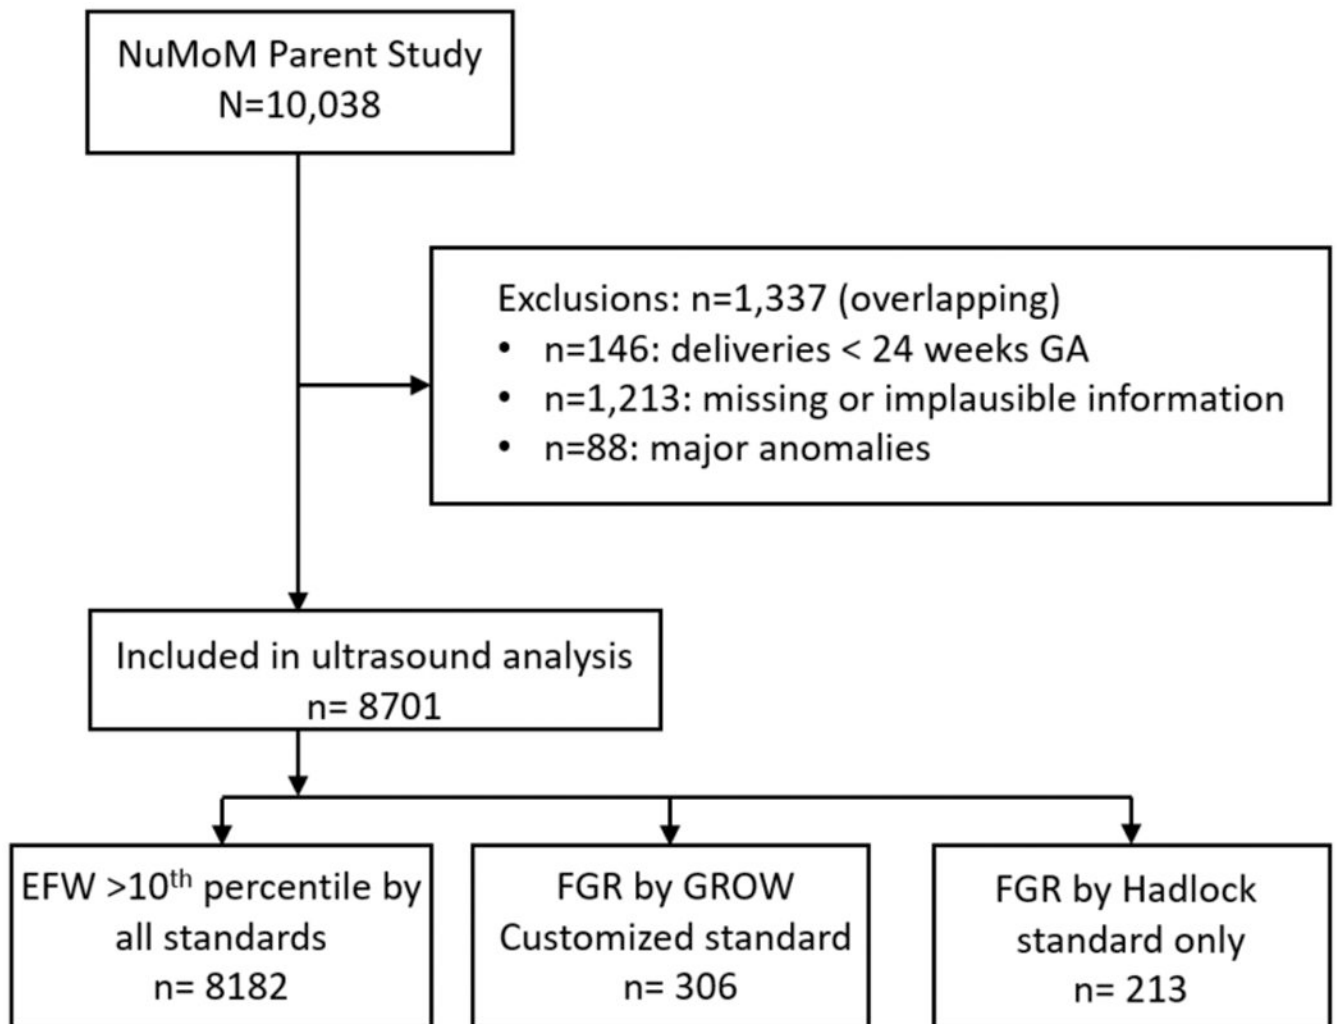 NuMoM Parent Study
N=10,038
Exclusions: n=1,337 (overlapping)
• n=146: deliveries < 24 weeks GA
• n=1,213: missing or implausible information
• n=88: major anomalies
Included in ultrasound analysis
n= 8701
EFW >10th percentile by
all standards
n= 8182
FGR by GROW
Customized standard
n= 306
FGR by Hadlock
standard only
n= 213